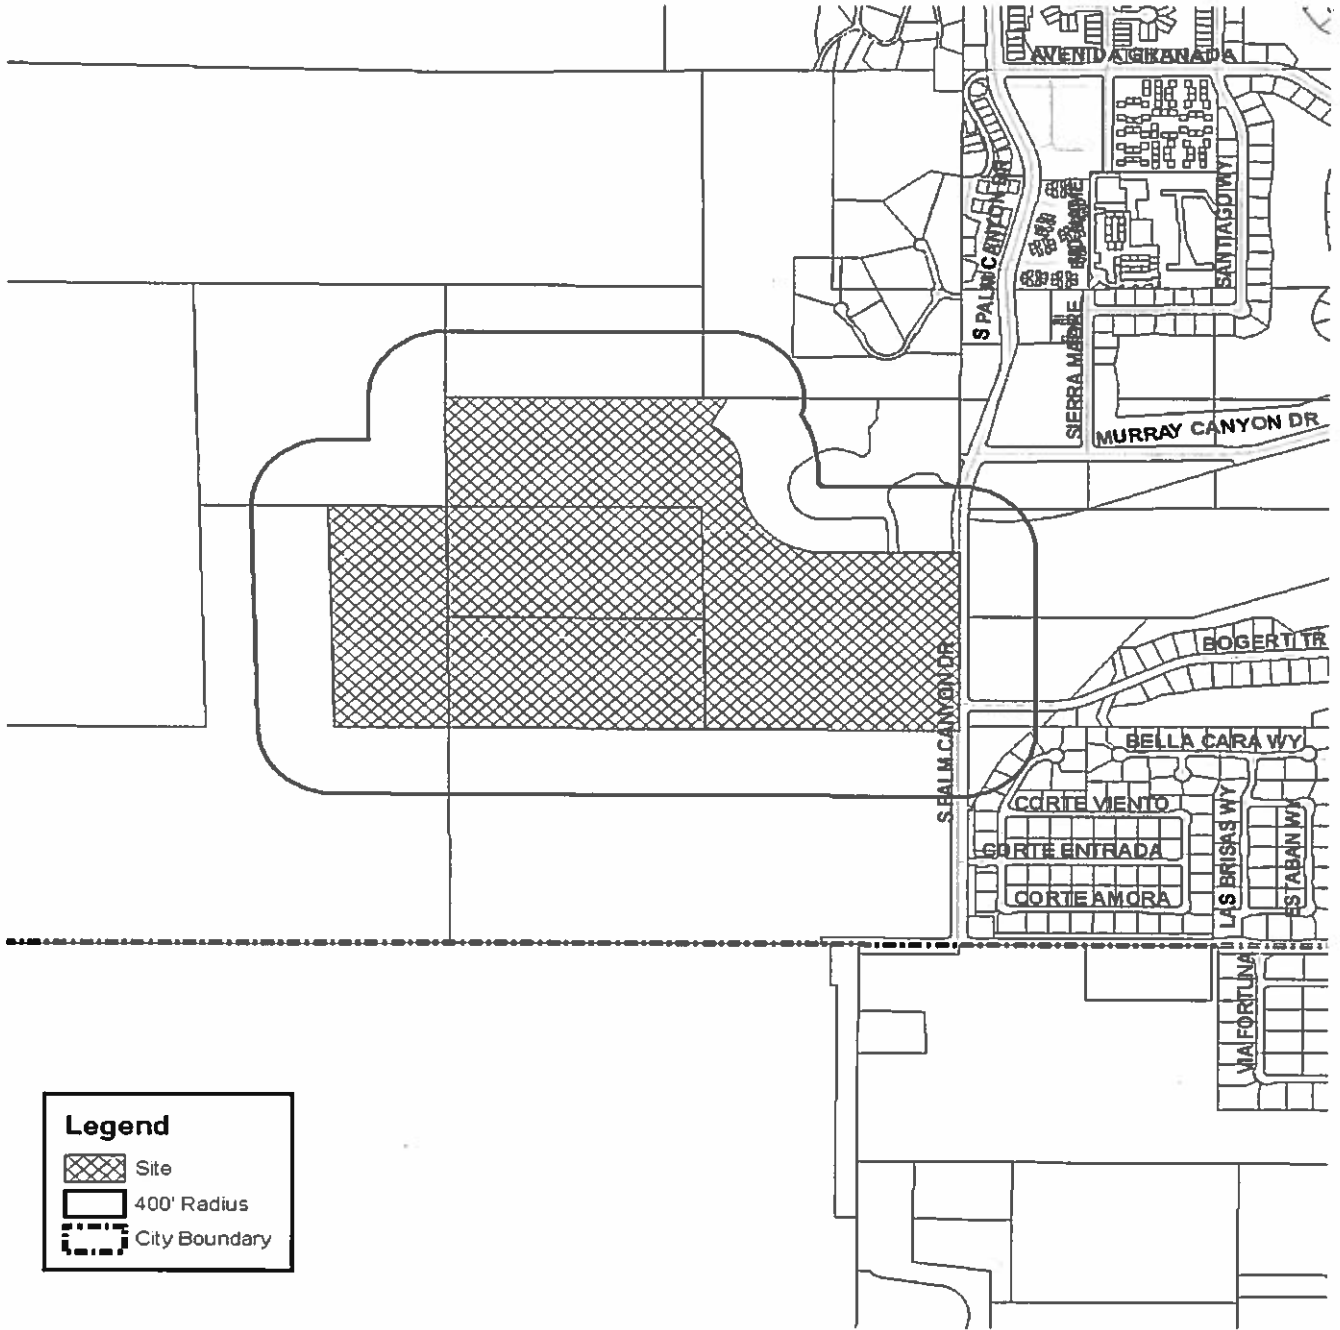 AVENIDA GRANADA
S PALM CANYON DR
SANTIAGO WY
SIERRA MADRE
MURRAY CANYON DR
BOGERT TR
S PALM CANYON DR
BELLA CARA WY
CORTE VIENTO
CORTE ENTRADA
CORTE AMORA
LAS BRISAS WY
ESTABAN WY
VIA FORTUNA
Legend
Site
400' Radius
City Boundary